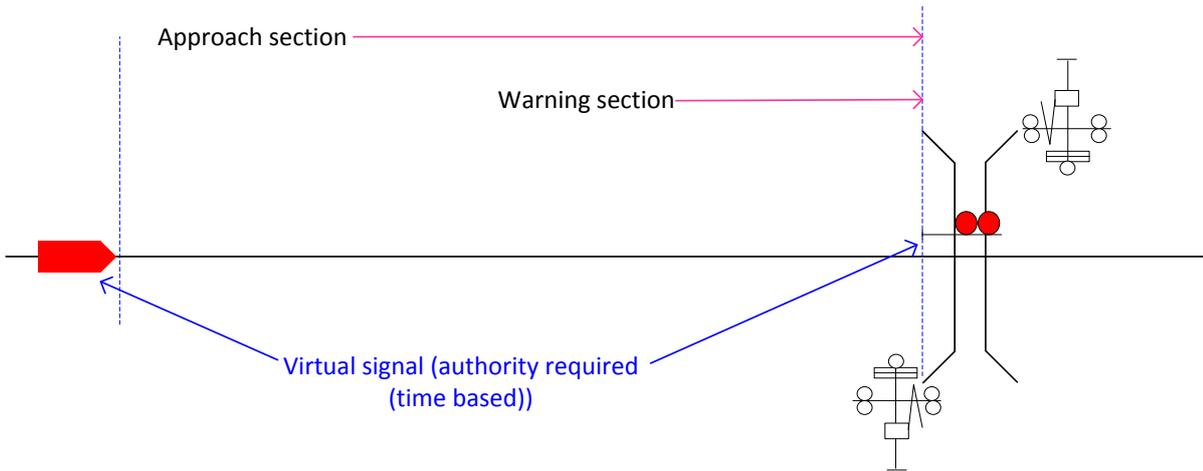 Approach section
Warning section
Virtual signal (authority required
(time based))